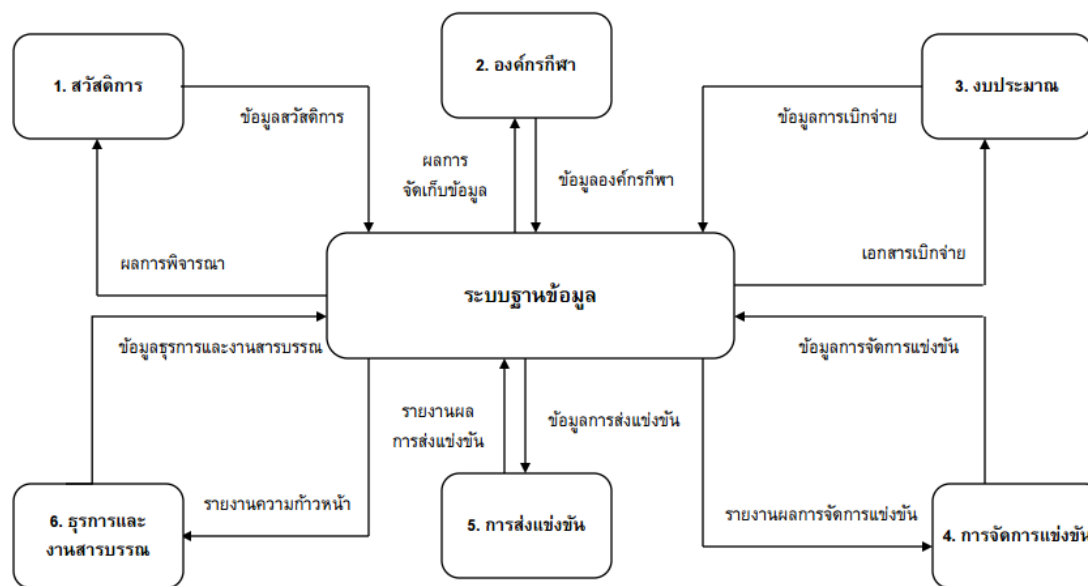 1. สวัสดิการ
2. องค์กรกีฬา
3. งบประมาณ
ข้อมูลสวัสดิการ
ผลการ
จัดเก็บข้อมูล
ข้อมูลองค์กรกีฬา
ข้อมูลการเบิกจ่าย
ผลการพิจารณา
ระบบฐานข้อมูล
เอกสารเบิกจ่าย
ข้อมูลธุรการและงานสารบรรณ
รายงานผล
การส่งแข่งขัน
ข้อมูลการส่งแข่งขัน
ข้อมูลการจัดการแข่งขัน
6. ธุรการและ
งานสารบรรณ
รายงานความก้าวหน้า
5. การส่งแข่งขัน
รายงานผลการจัดการแข่งขัน
4. การจัดการแข่งขัน